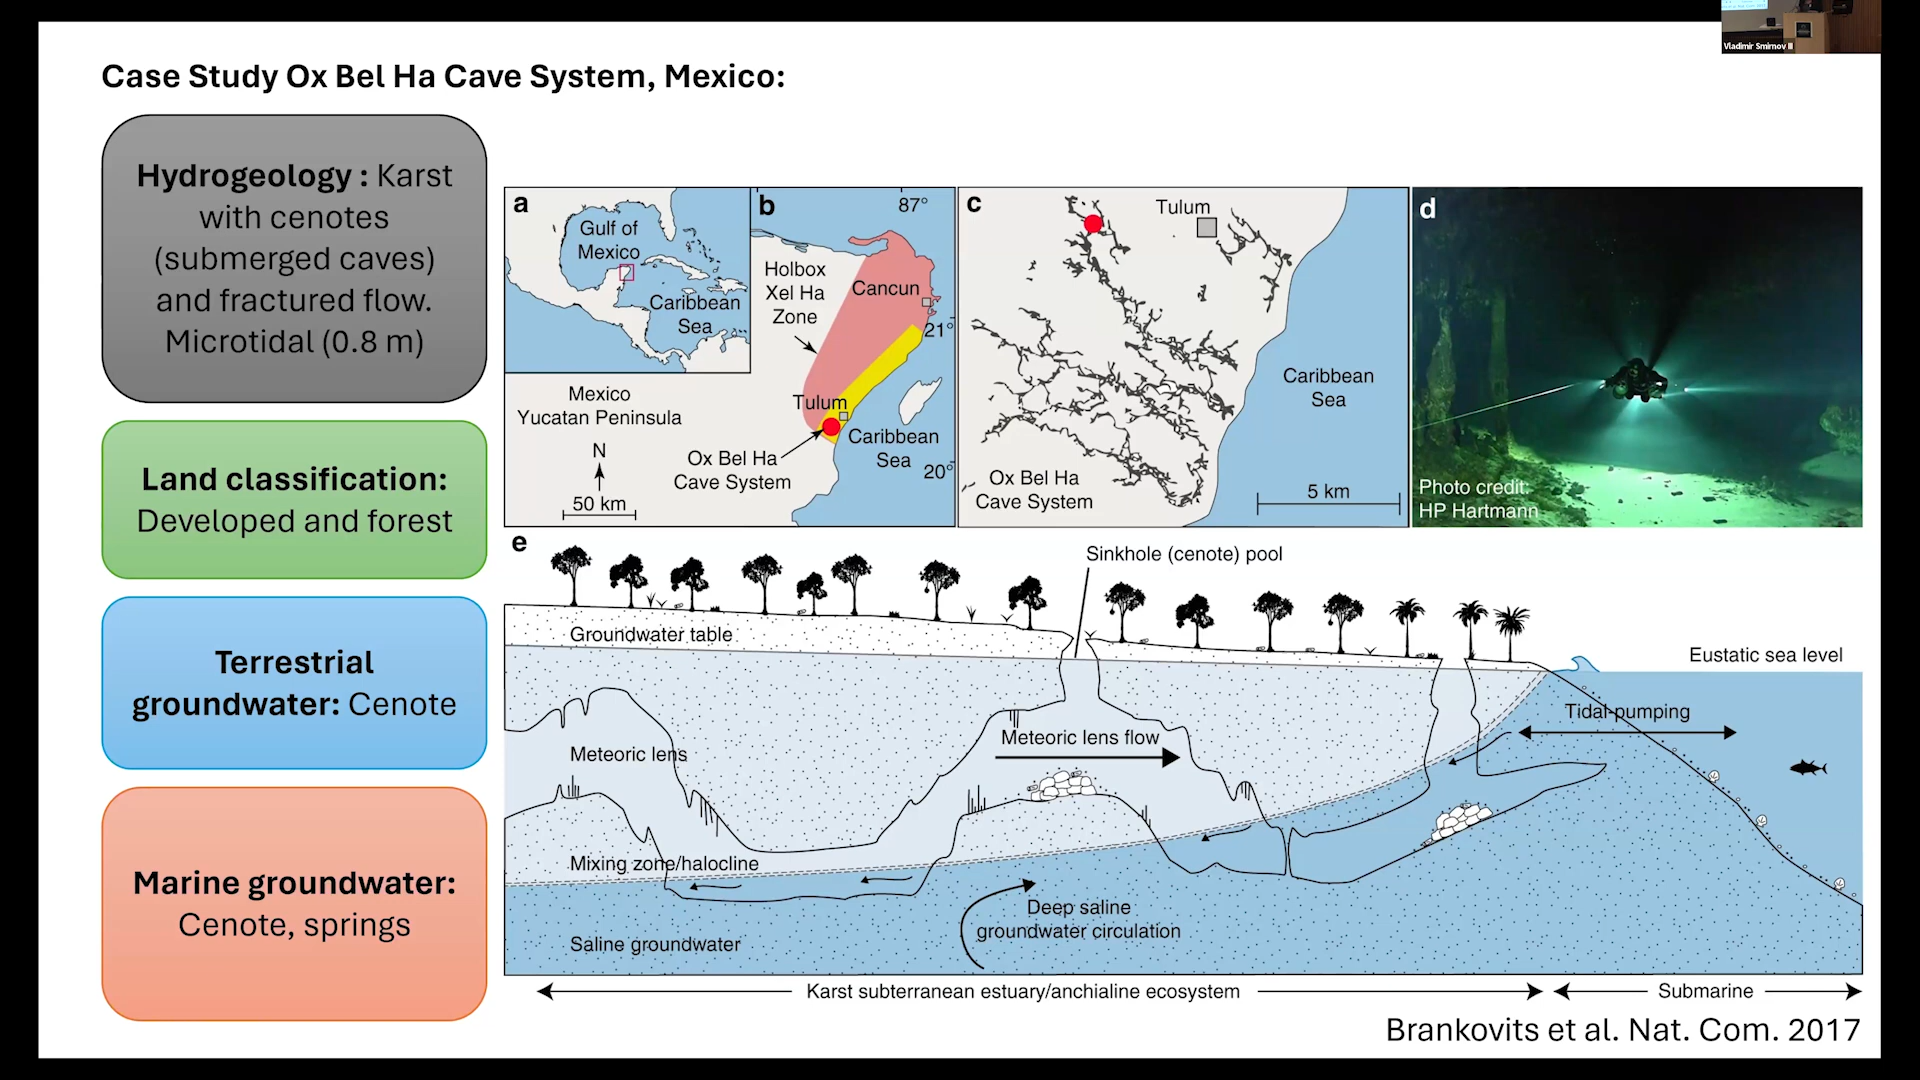 Vladimir Smirnov II
Case Study Ox Bel Ha Cave System, Mexico:
Hydrogeology : Karst
with cenotes
(submerged caves)
and fractured flow.
Microtidal (0.8 m)
Land classification:
Developed and forest
Terrestrial
groundwater: Cenote
Marine groundwater:
Cenote, springs
a
Gulf of
Mexico
Caribbean
Sea
Mexico
Yucatan Peninsula
N
50 km
b
87°
Holbox
Xel Ha
Zone
Cancun
21°
Tulum
Caribbean
Sea
20°
Ox Bel Ha
Cave System
c
Tulum
Caribbean
Sea
Ox Bel Ha
Cave System
5 km
d
Photo credit:
HP Hartmann
e
Sinkhole (cenote) pool
Groundwater table
Eustatic sea level
Tidal pumping
Meteoric lens flow
Meteoric lens
Mixing zone/halocline
Deep saline
groundwater circulation
Saline groundwater
Karst subterranean estuary/anchialine ecosystem
Submarine
Brankovits et al. Nat. Com. 2017